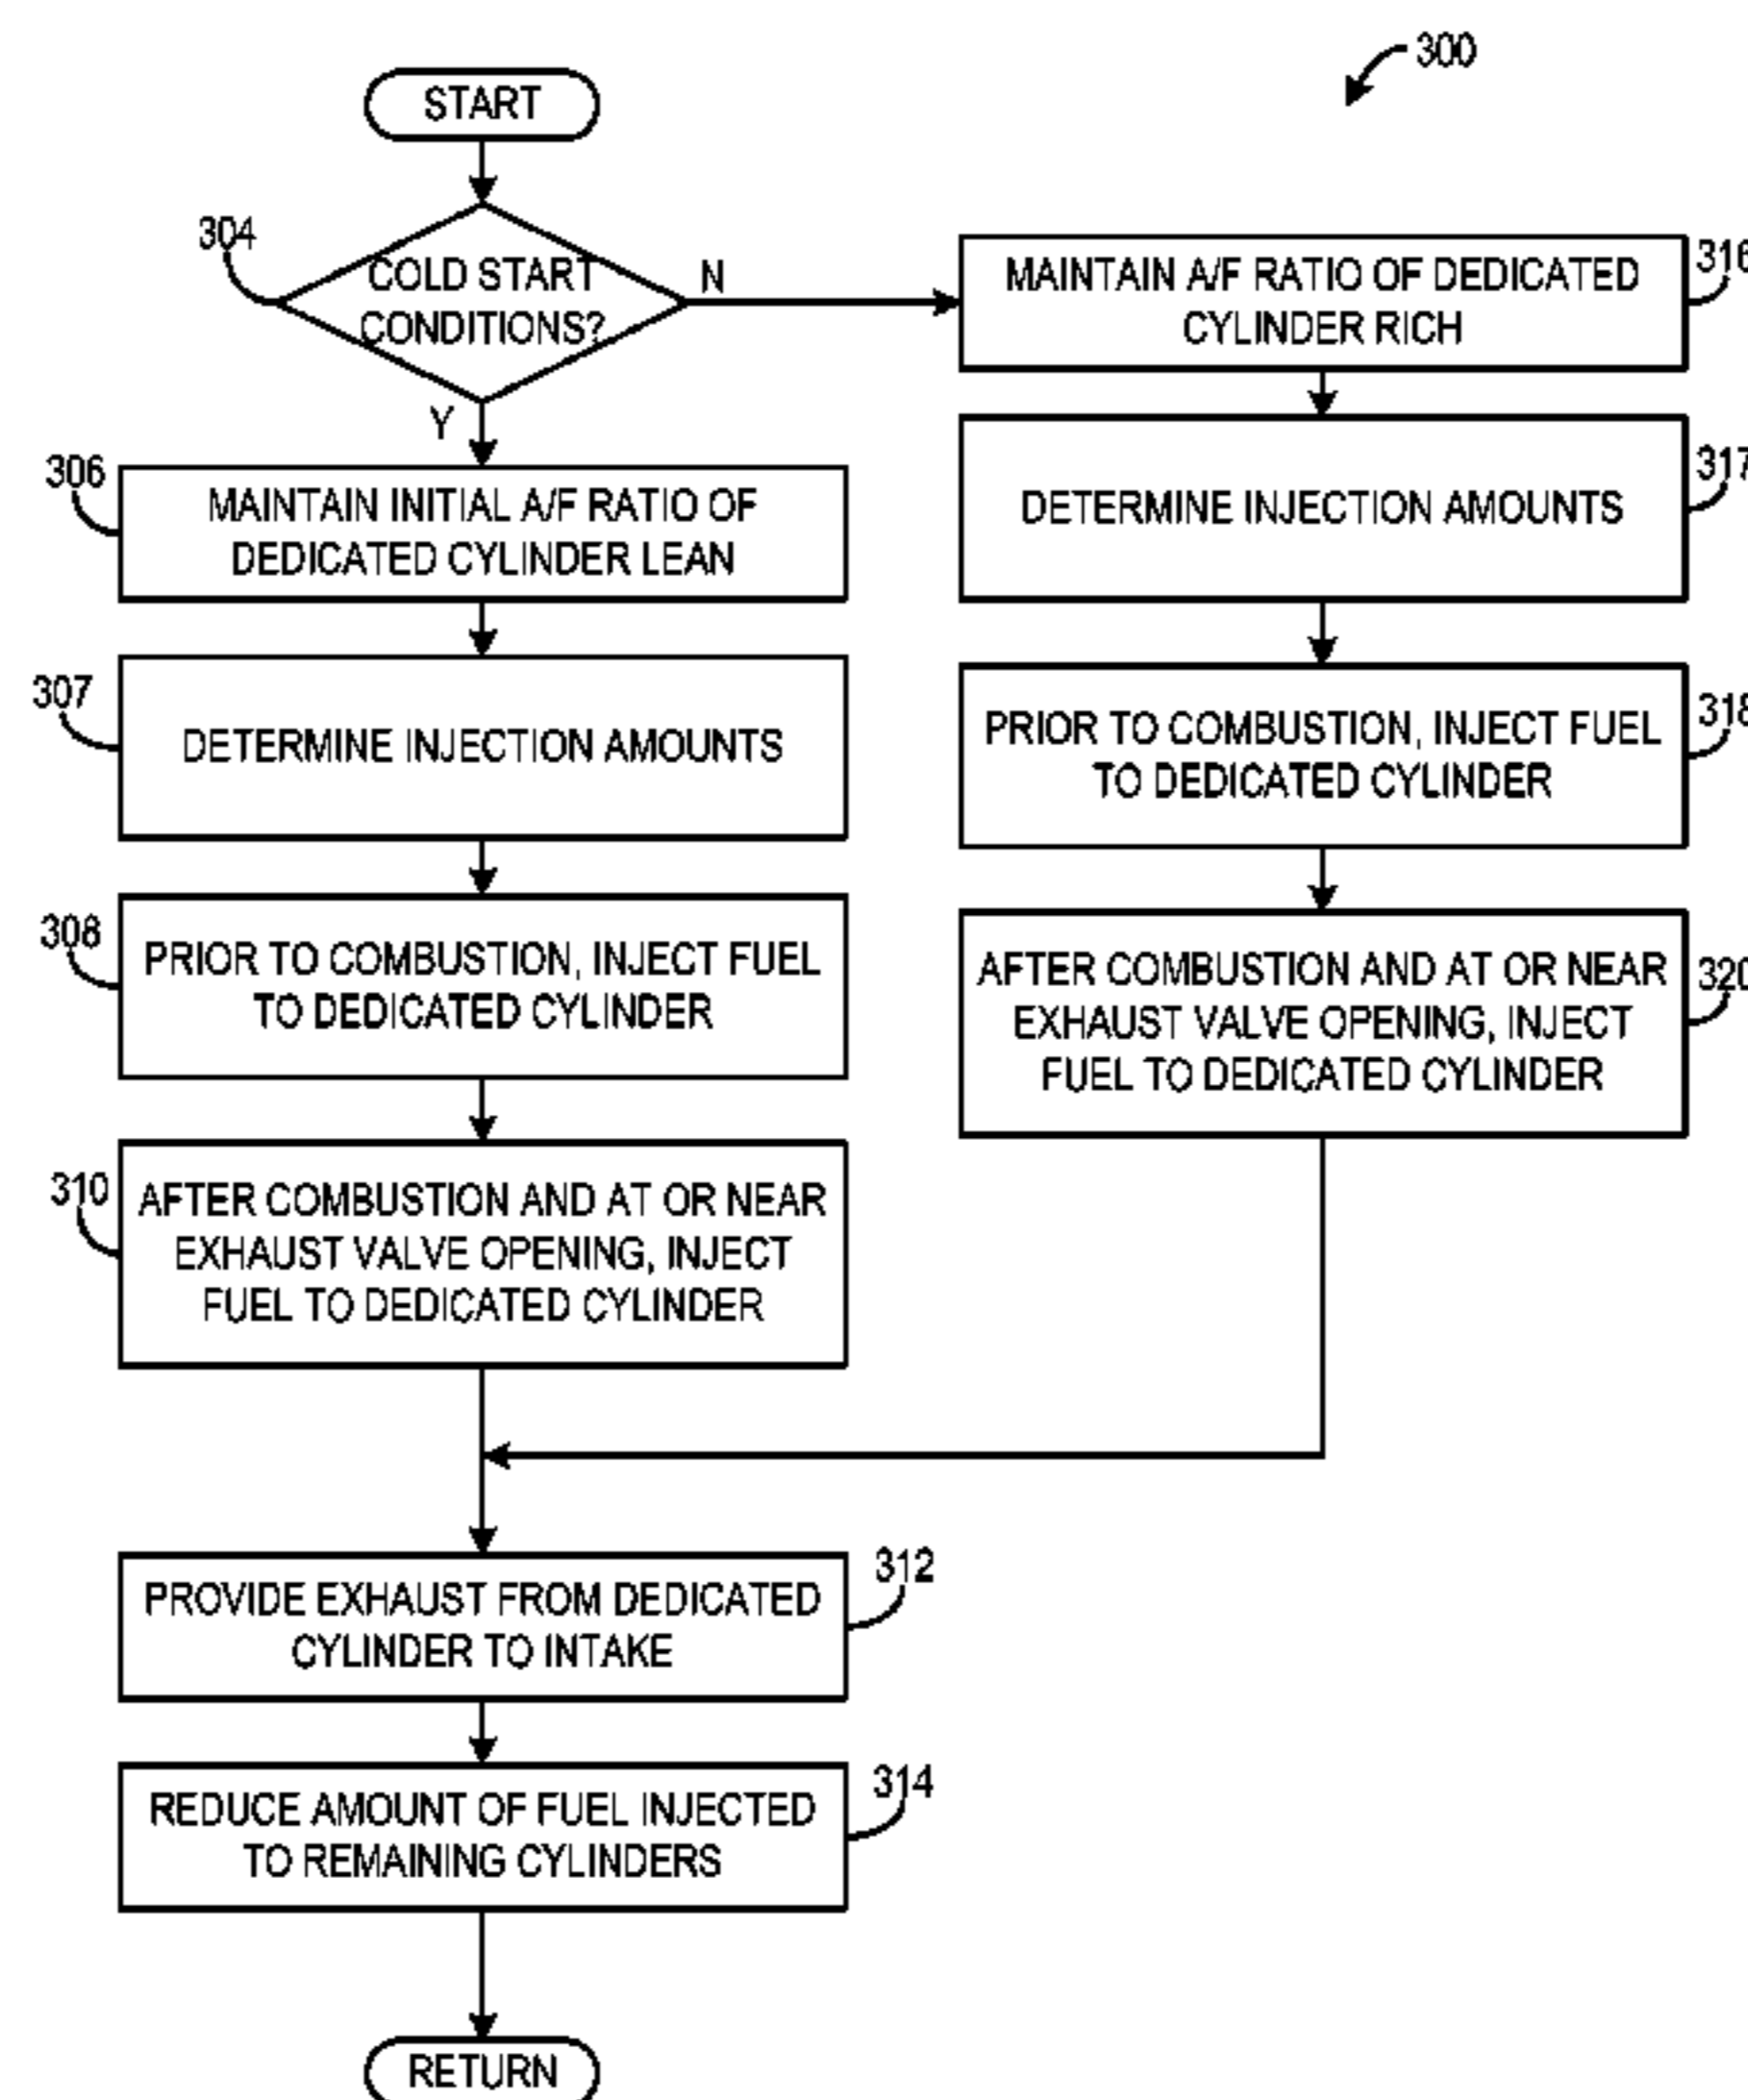 300
START
304
COLD START
CONDITIONS?
N
Y
316
MAINTAIN A/F RATIO OF DEDICATED
CYLINDER RICH
306
MAINTAIN INITIAL A/F RATIO OF
DEDICATED CYLINDER LEAN
317
DETERMINE INJECTION AMOUNTS
307
DETERMINE INJECTION AMOUNTS
318
PRIOR TO COMBUSTION, INJECT FUEL
TO DEDICATED CYLINDER
308
PRIOR TO COMBUSTION, INJECT FUEL
TO DEDICATED CYLINDER
320
AFTER COMBUSTION AND AT OR NEAR
EXHAUST VALVE OPENING, INJECT
FUEL TO DEDICATED CYLINDER
310
AFTER COMBUSTION AND AT OR NEAR
EXHAUST VALVE OPENING, INJECT
FUEL TO DEDICATED CYLINDER
312
PROVIDE EXHAUST FROM DEDICATED
CYLINDER TO INTAKE
314
REDUCE AMOUNT OF FUEL INJECTED
TO REMAINING CYLINDERS
RETURN